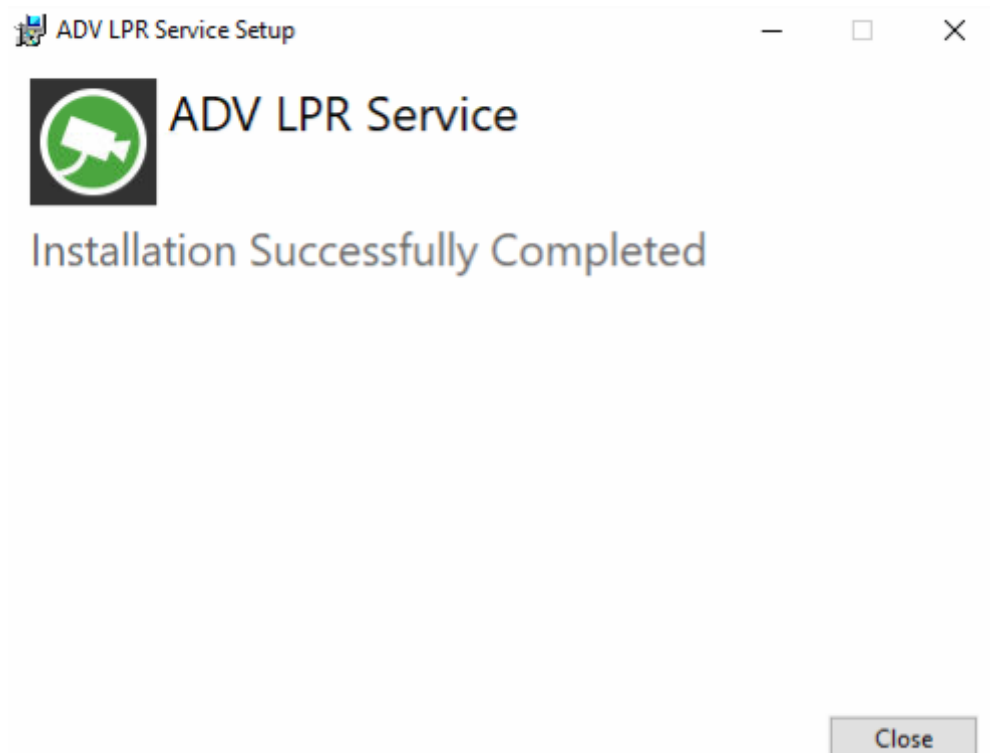 ADV LPR Service Setup
ADV LPR Service
Installation Successfully Completed
Close